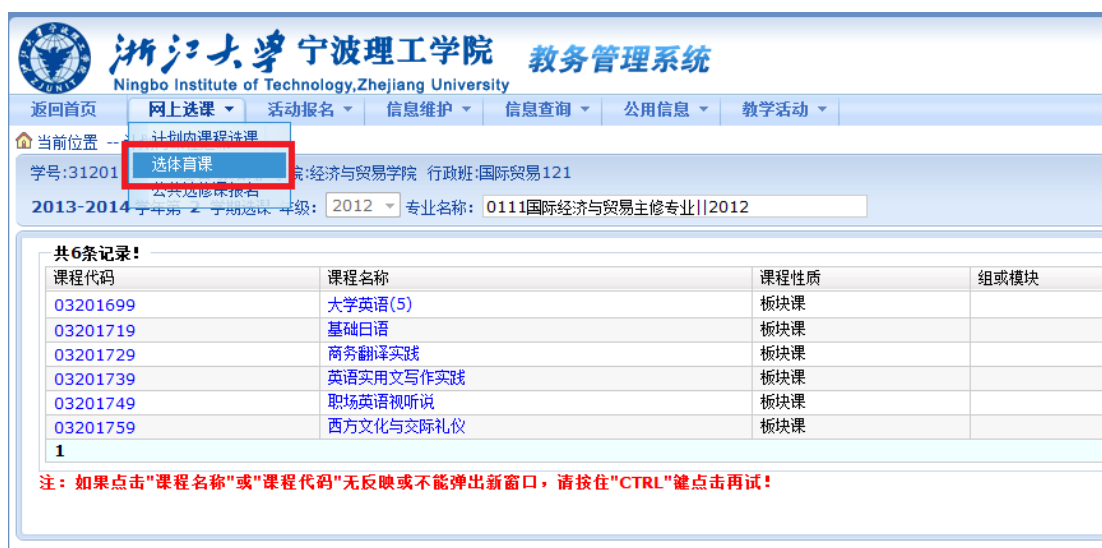 浙江大学 宁波理工学院 教务管理系统
Ningbo Institute of Technology,Zhejiang University
返回首页 网上选课 活动报名 信息维护 信息查询 公用信息 教学活动
当前位置 --
计划内课程选课
选体育课
公共选修课报名
学号:31201 院:经济与贸易学院 行政班:国际贸易121
2013-2014 学年第 2 学期选课 年级: 2012 专业名称: 0111国际经济与贸易主修专业||2012
共6条记录!
课程代码 课程名称 课程性质 组或模块
03201699 大学英语(5) 板块课
03201719 基础日语 板块课
03201729 商务翻译实践 板块课
03201739 英语实用文写作实践 板块课
03201749 职场英语视听说 板块课
03201759 西方文化与交际礼仪 板块课
1
注：如果点击"课程名称"或"课程代码"无反映或不能弹出新窗口，请按住"CTRL"键点击再试!